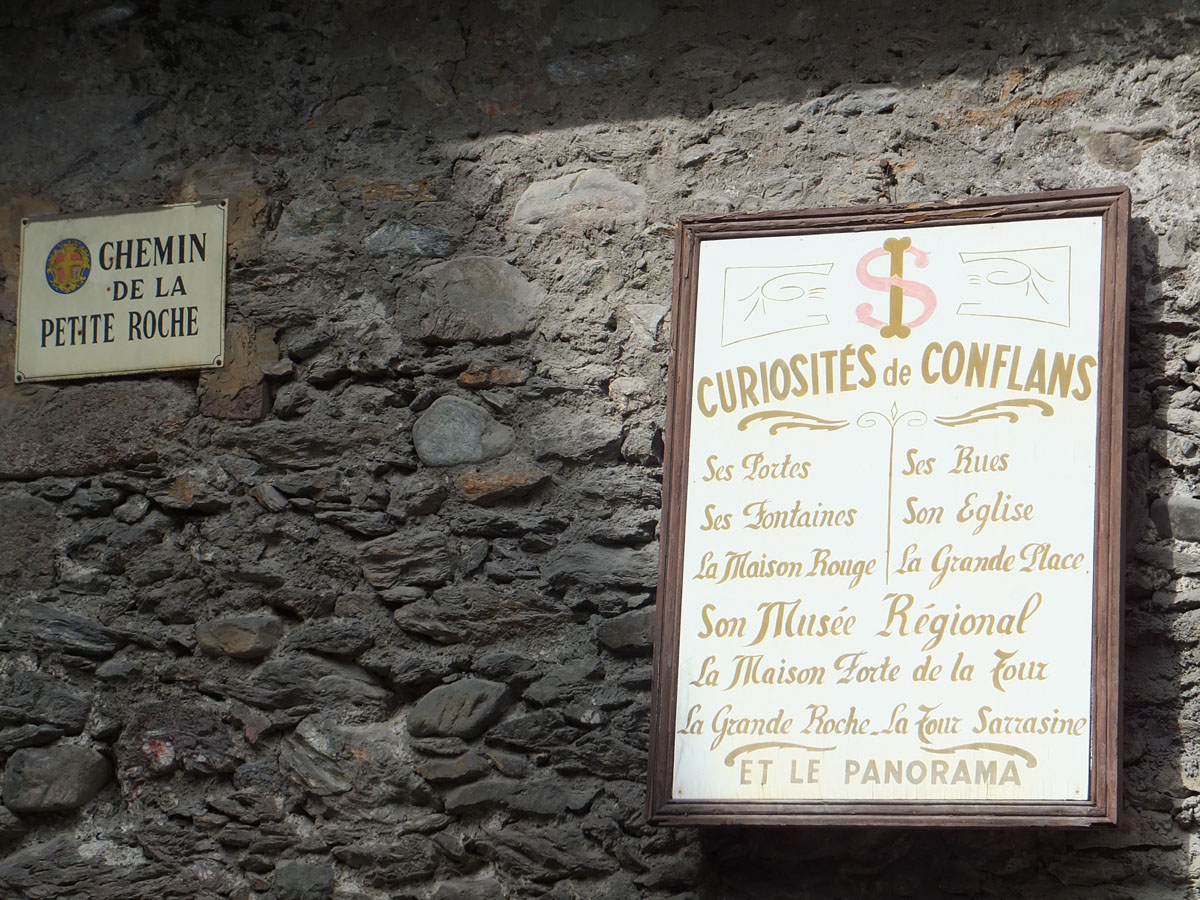 CHEMIN
DE LA
PETITE ROCHE
SI
CURIOSITÉS de CONFLANS
Ses Portes
Ses Fontaines
La Maison Rouge
Ses Rues
Son Eglise
La Grande Place
Son Musée Régional
La Maison Forte de la Tour
La Grande Roche - La Tour Sarrasine
ET LE PANORAMA